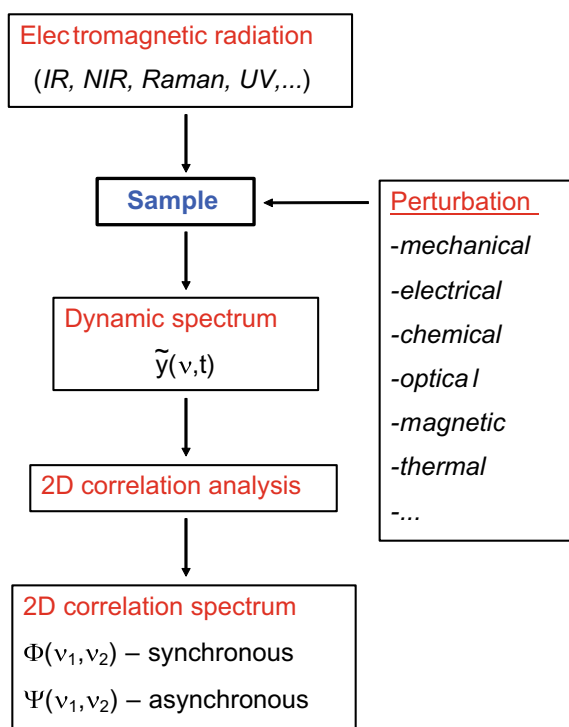 Electromagnetic radiation
(IR, NIR, Raman, UV,...)
Sample
Perturbation
-mechanical
-electrical
-chemical
-optical
-magnetic
-thermal
-...
Dynamic spectrum
ỹ(ν,t)
2D correlation analysis
2D correlation spectrum
Φ(ν₁,ν₂) – synchronous
Ψ(ν₁,ν₂) – asynchronous